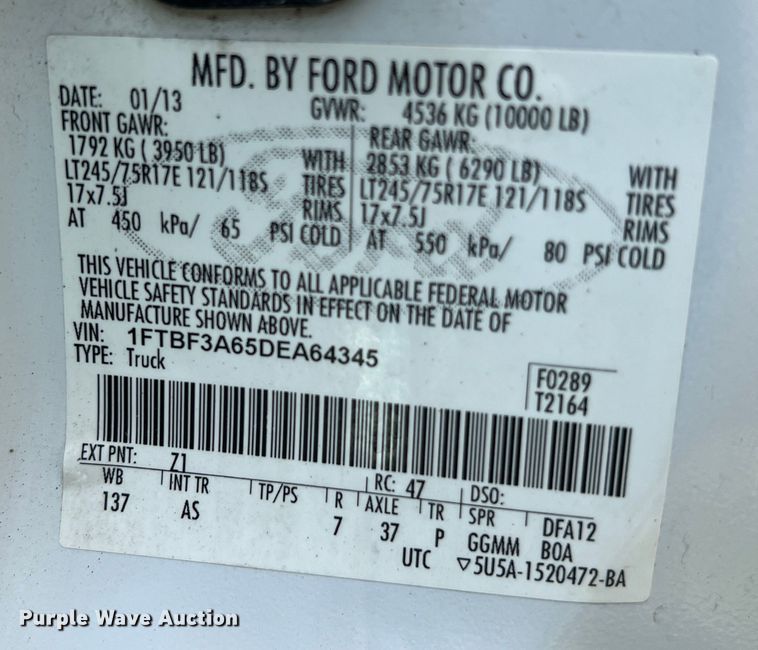 MFD. BY FORD MOTOR CO.
DATE: 01/13 GVWR: 4536 KG (10000 LB)
FRONT GAWR: REAR GAWR:
1792 KG ( 3950 LB) WITH 2853 KG ( 6290 LB) WITH
LT245/75R17E 121/118S TIRES LT245/75R17E 121/118S TIRES
17x7.5J RIMS 17x7.5J RIMS
AT 450 kPa/ 65 PSI COLD AT 550 kPa/ 80 PSI COLD
THIS VEHICLE CONFORMS TO ALL APPLICABLE FEDERAL MOTOR
VEHICLE SAFETY STANDARDS IN EFFECT ON THE DATE OF
MANUFACTURE SHOWN ABOVE.
VIN: 1FTBF3A65DEA64345
TYPE: Truck
F0289
T2164
EXT PNT: Z1 RC: 47 DSO:
WB INT TR TP/PS R AXLE TR SPR DFA12
137 AS 7 37 P GGMM BOA
UTC ▽5U5A-1520472-BA
Purple Wave Auction